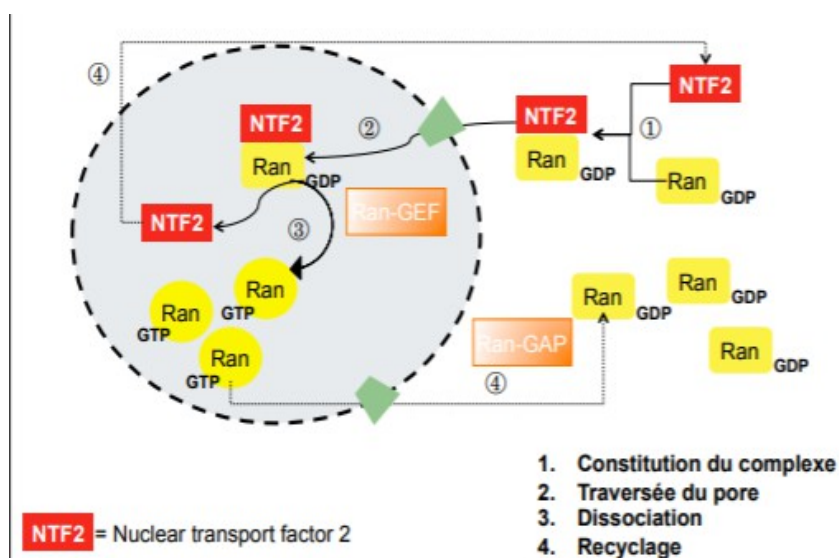 ④
NTF2
NTF2
NTF2
②
①
Ran
GDP
Ran
GDP
Ran
GDP
Ran-GEF
NTF2
③
Ran
GTP
Ran
GTP
Ran
GTP
Ran
GDP
Ran
GDP
Ran-GAP
Ran
GDP
④
1. Constitution du complexe
2. Traversée du pore
3. Dissociation
4. Recyclage
NTF2 = Nuclear transport factor 2